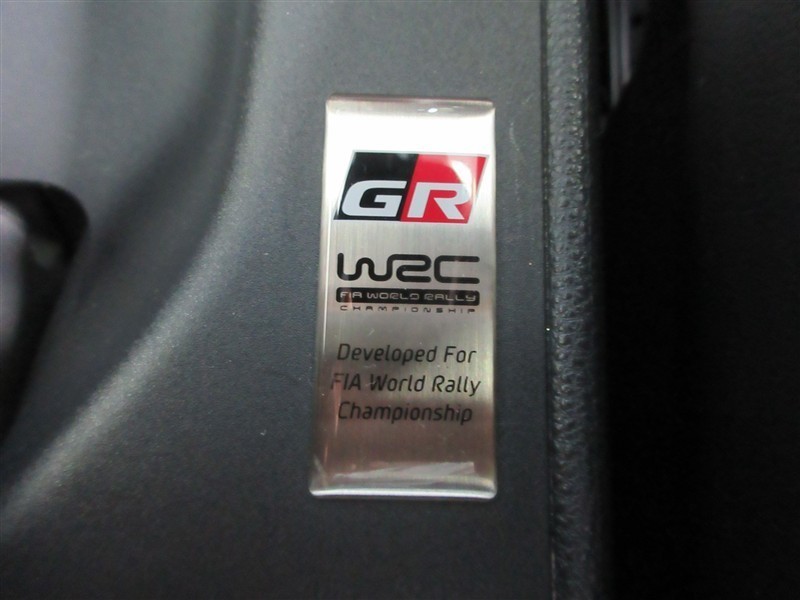 GR
WRC
FIA WORLD RALLY
CHAMPIONSHIP
Developed For
FIA World Rally
Championship